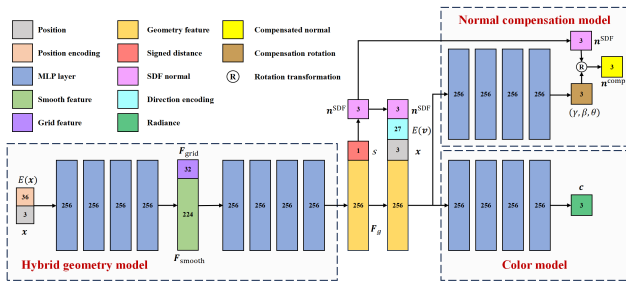 Position
Position encoding
MLP layer
Smooth feature
Grid feature
Geometry feature
Signed distance
SDF normal
Direction encoding
Radiance
Compensated normal
Compensation rotation
R Rotation transformation
Normal compensation model
3 n^SDF
R
3
n^comp
256 256 256 256
3
(γ, β, θ)
n^SDF 3 3 n^SDF
27 E(v)
1 s 3 x
256 F_g 256
E(x)
36
3
x
256 256 256 256
F_grid
32
224
F_smooth
256 256 256 256
Hybrid geometry model
256 256 256 256
c
3
Color model